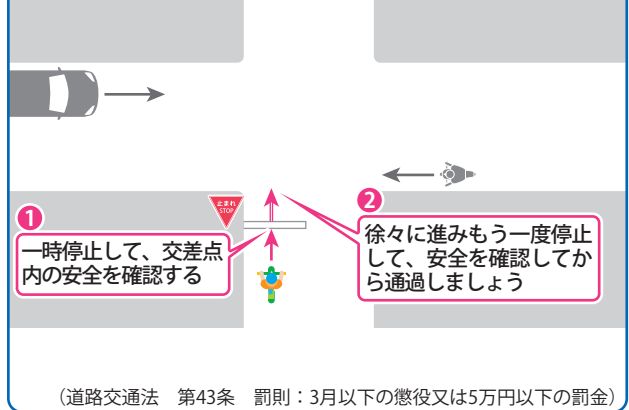 止まれ
STOP
1
一時停止して、交差点
内の安全を確認する
2
徐々に進みもう一度停止
して、安全を確認してか
ら通過しましょう
(道路交通法 第43条 罰則:3月以下の懲役又は5万円以下の罰金)